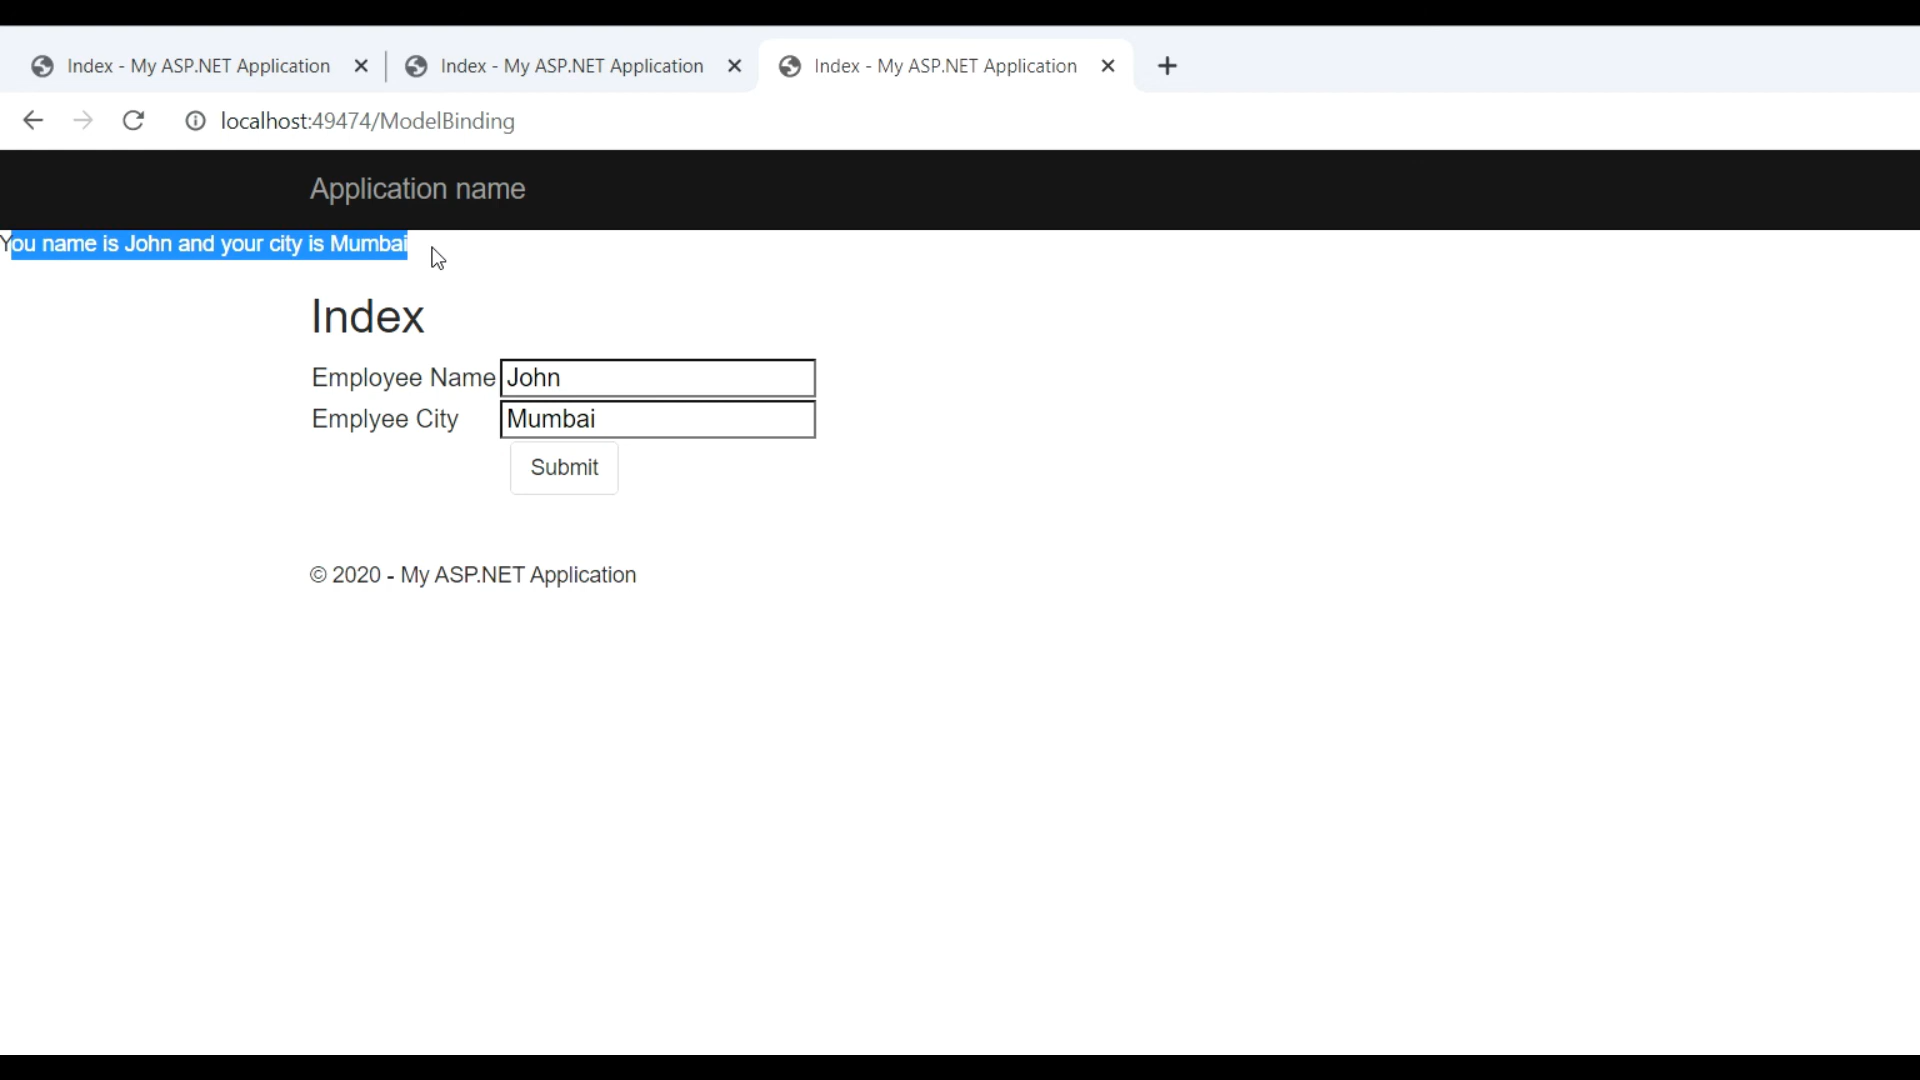 Index - My ASP.NET Application
Index - My ASP.NET Application
Index - My ASP.NET Application
localhost:49474/ModelBinding
Application name
You name is John and your city is Mumbai
Index
Employee Name John
Emplyee City Mumbai
Submit
© 2020 - My ASP.NET Application